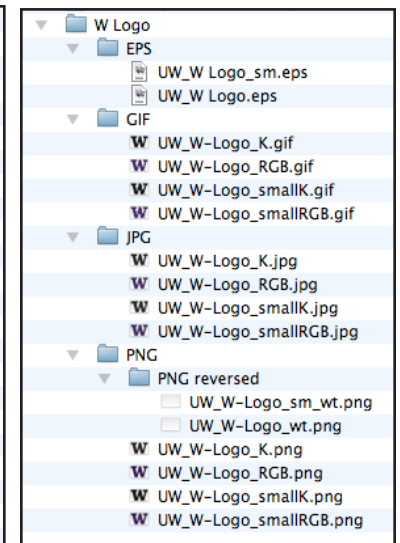 W Logo
EPS
UW_W Logo_sm.eps
UW_W Logo.eps
GIF
UW_W-Logo_K.gif
UW_W-Logo_RGB.gif
UW_W-Logo_smallK.gif
UW_W-Logo_smallRGB.gif
JPG
UW_W-Logo_K.jpg
UW_W-Logo_RGB.jpg
UW_W-Logo_smallK.jpg
UW_W-Logo_smallRGB.jpg
PNG
PNG reversed
UW_W-Logo_sm_wt.png
UW_W-Logo_wt.png
UW_W-Logo_K.png
UW_W-Logo_RGB.png
UW_W-Logo_smallK.png
UW_W-Logo_smallRGB.png